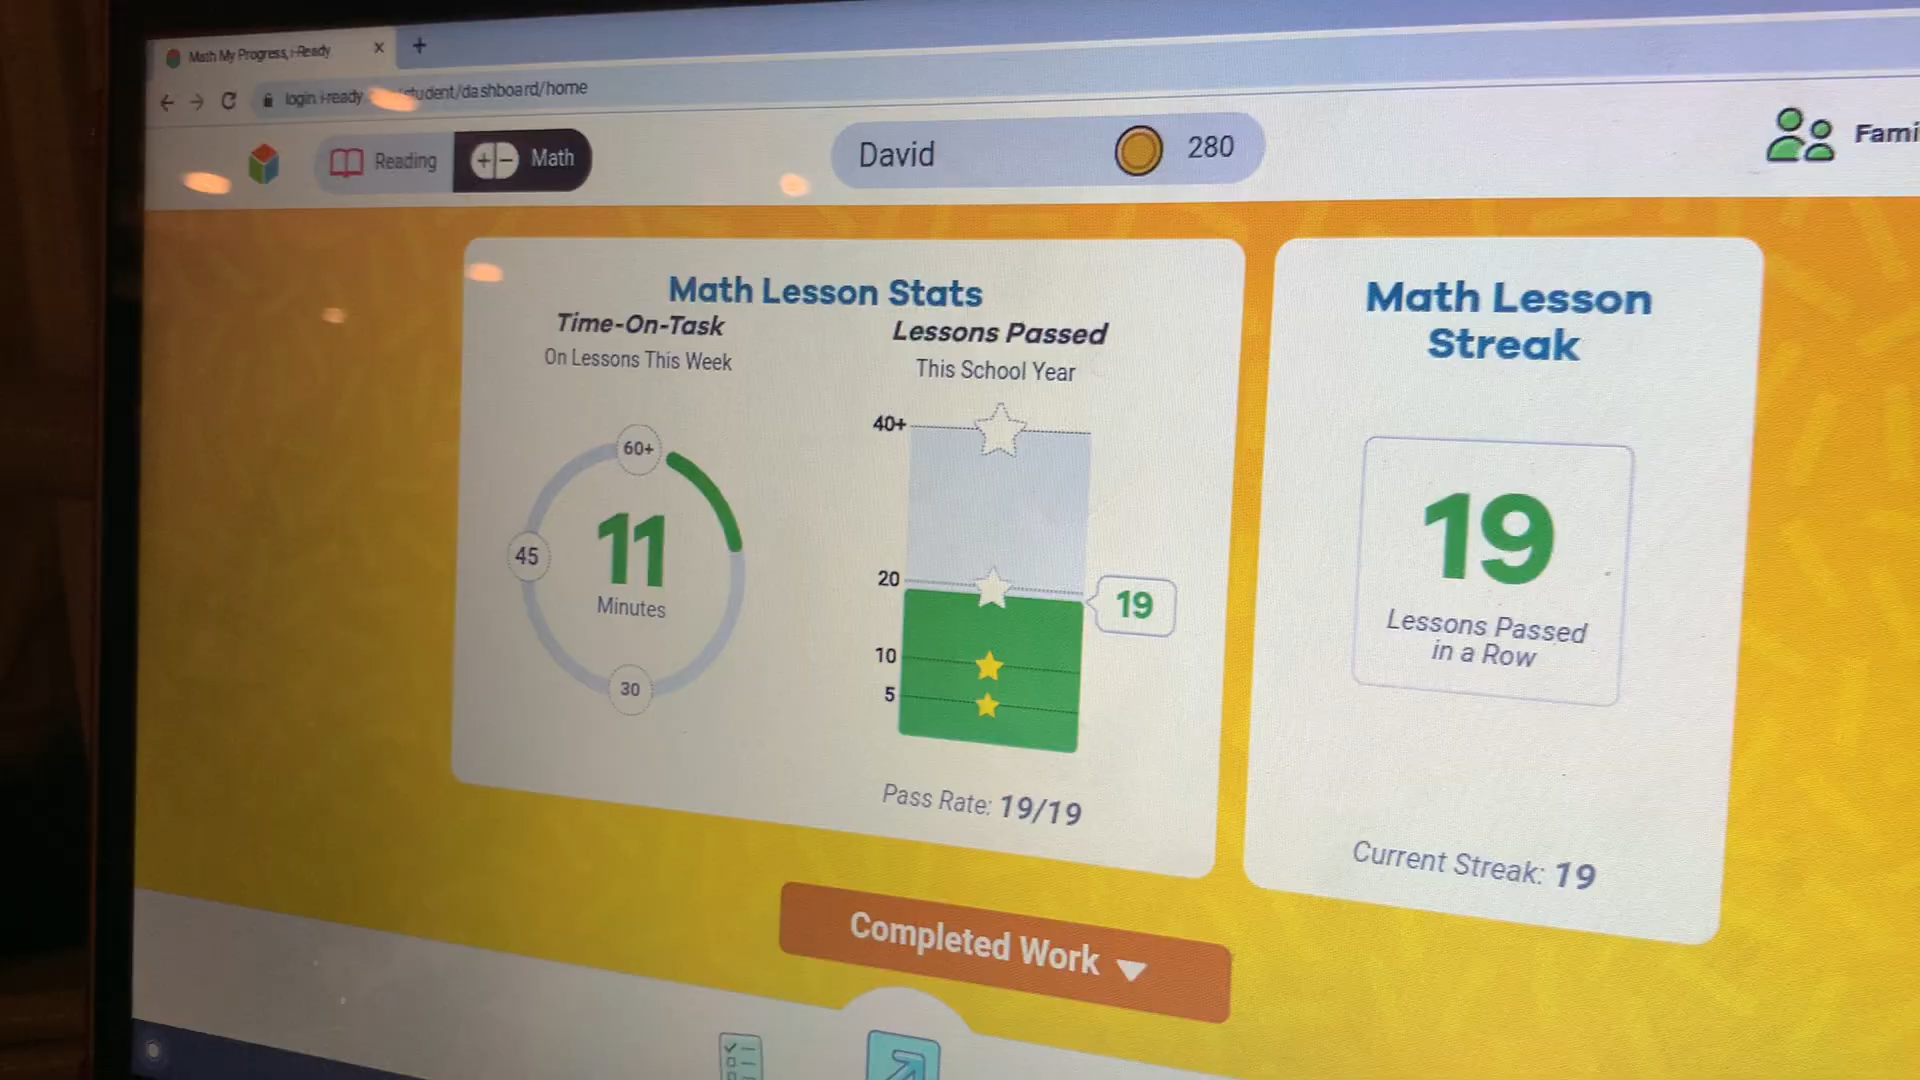 Math My Progress, i-Ready
login.i-ready
student/dashboard/home
Reading
Math
David
280
Fami
Math Lesson Stats
Time-On-Task
On Lessons This Week
60+
45
11
Minutes
30
Lessons Passed
This School Year
40+
20
19
10
5
Pass Rate: 19/19
Math Lesson
Streak
19
Lessons Passed
in a Row
Current Streak: 19
Completed Work